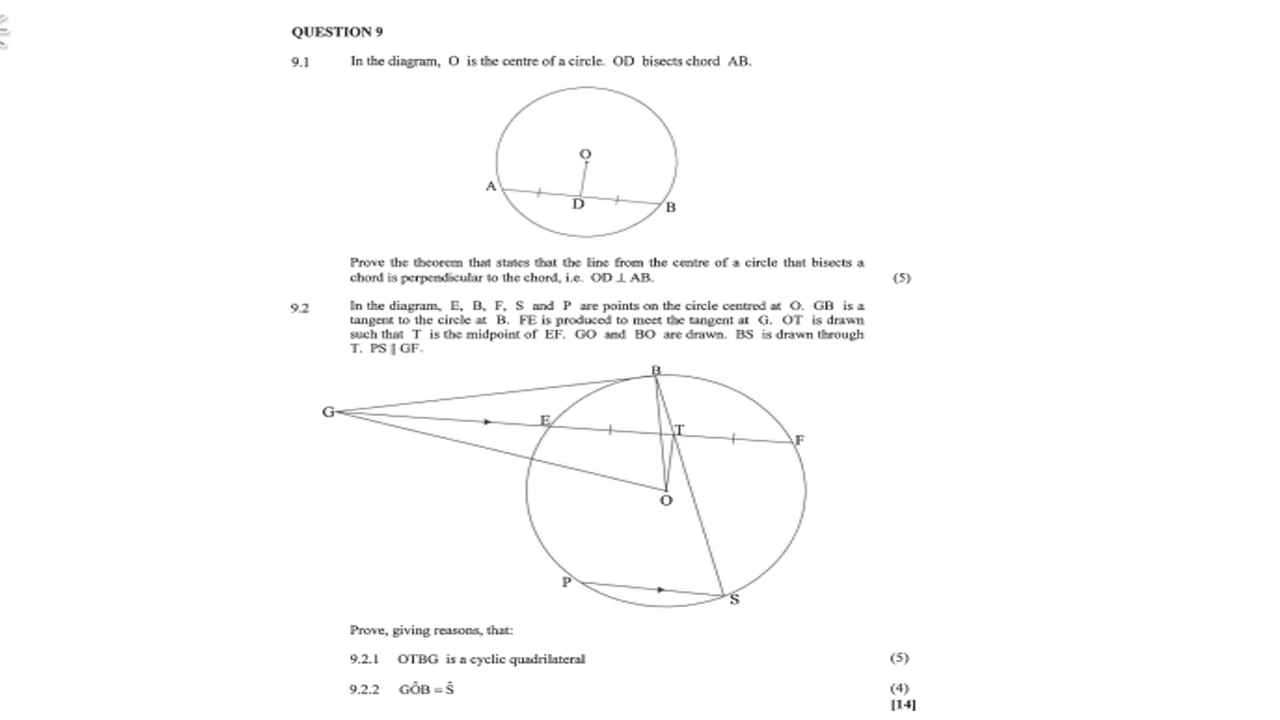 QUESTION 9
9.1 In the diagram, O is the centre of a circle. OD bisects chord AB.
O
A
D
B
Prove the theorem that states that the line from the centre of a circle that bisects a
chord is perpendicular to the chord, i.e. OD ⊥ AB. (5)
9.2 In the diagram, E, B, F, S and P are points on the circle centred at O. GB is a
tangent to the circle at B. FE is produced to meet the tangent at G. OT is drawn
such that T is the midpoint of EF. GO and BO are drawn. BS is drawn through
T. PS ∥ GF.
B
G
E
T
F
O
P
S
Prove, giving reasons, that:
9.2.1 OTBG is a cyclic quadrilateral (5)
9.2.2 GÔB = Ŝ (4)
[14]